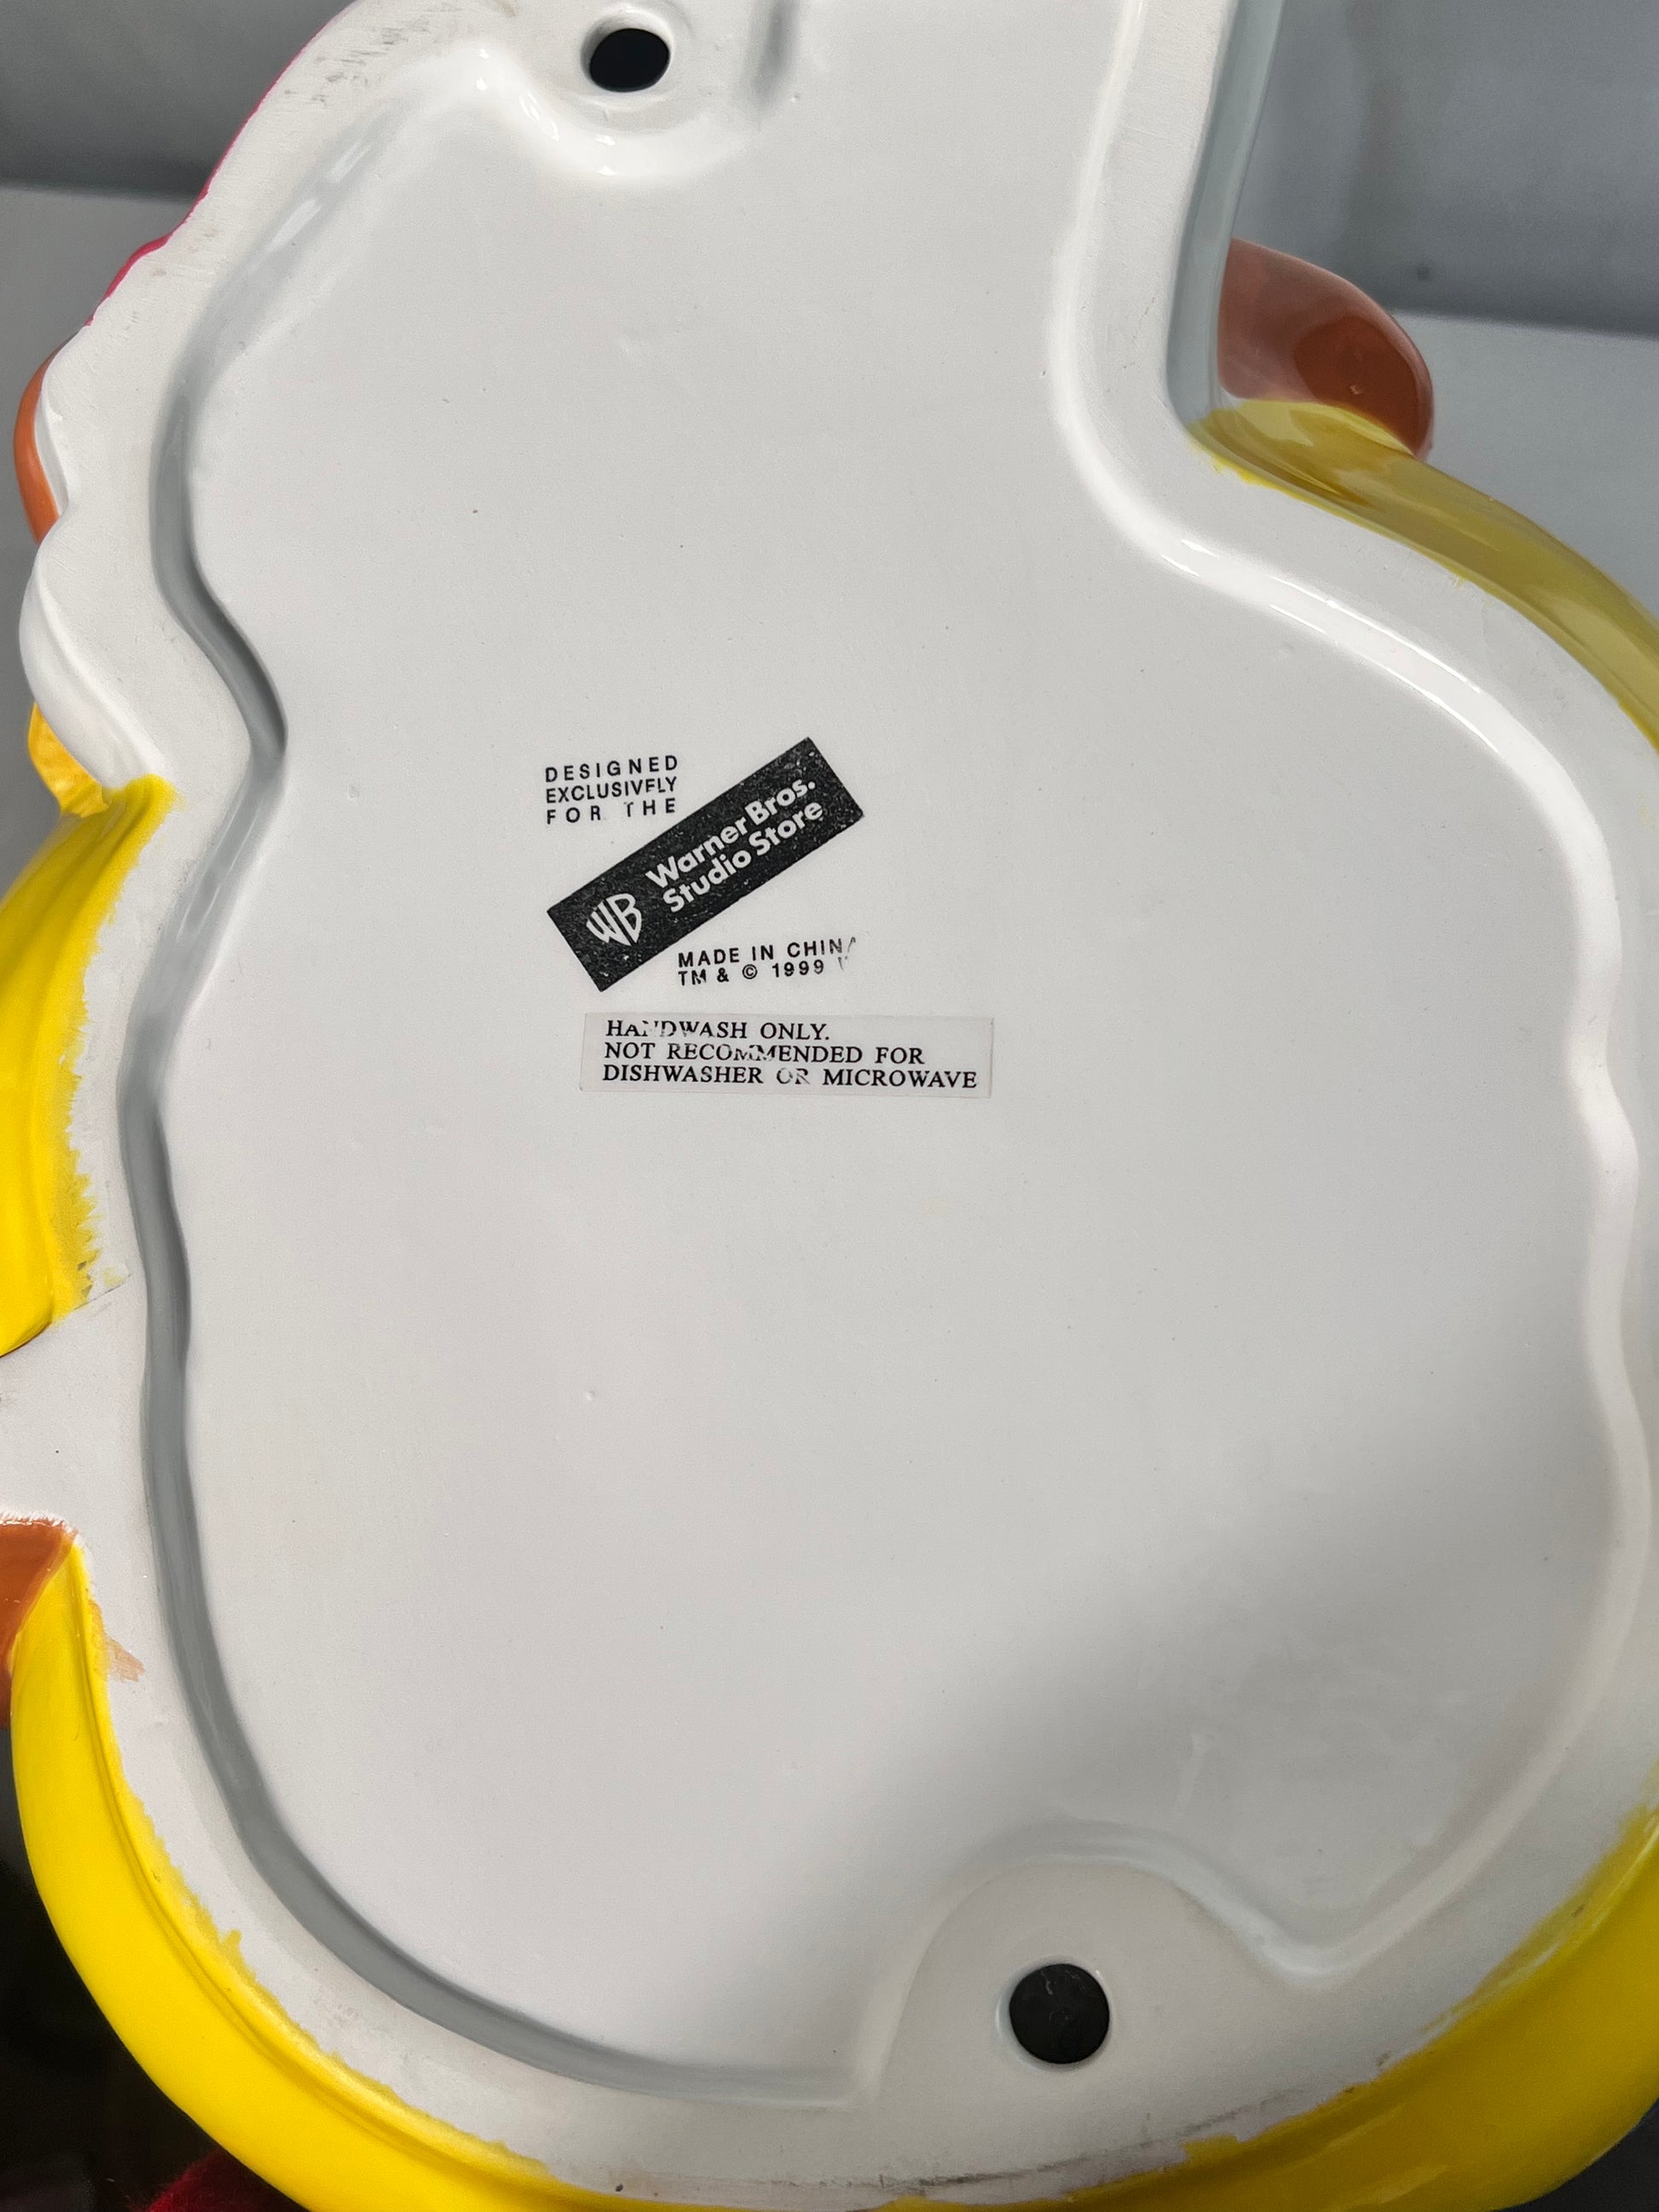 DESIGNED
EXCLUSIVELY
FOR THE
WB Warner Bros.
Studio Store
MADE IN CHINA
TM & © 1999
HANDWASH ONLY.
NOT RECOMMENDED FOR
DISHWASHER OR MICROWAVE